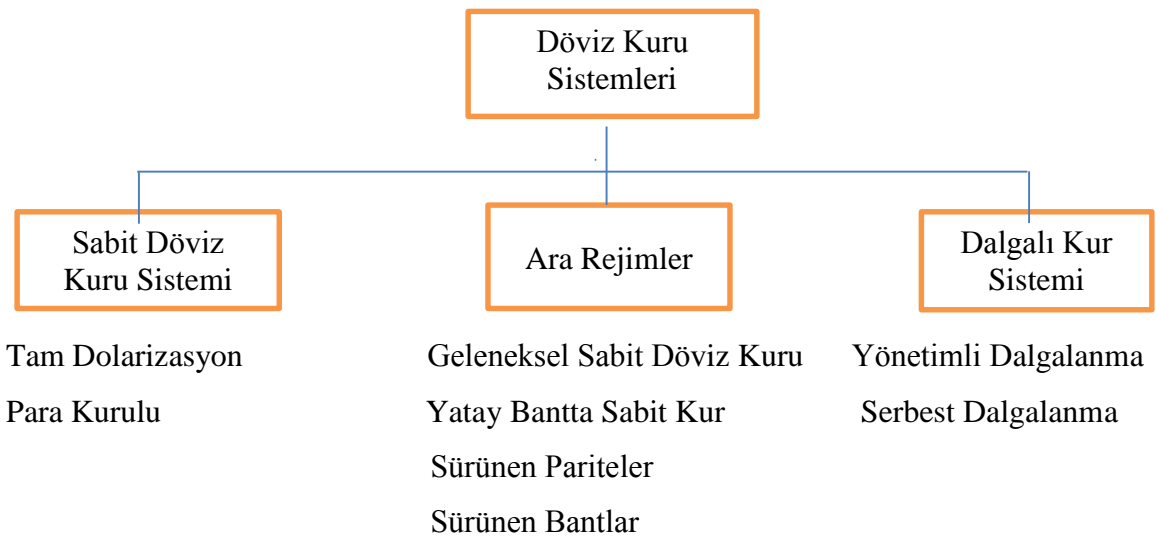 Döviz Kuru
Sistemleri
Sabit Döviz
Kuru Sistemi
Ara Rejimler
Dalgalı Kur
Sistemi
Tam Dolarizasyon
Para Kurulu
Geleneksel Sabit Döviz Kuru
Yatay Bantta Sabit Kur
Sürünen Pariteler
Sürünen Bantlar
Yönetimli Dalgalanma
Serbest Dalgalanma